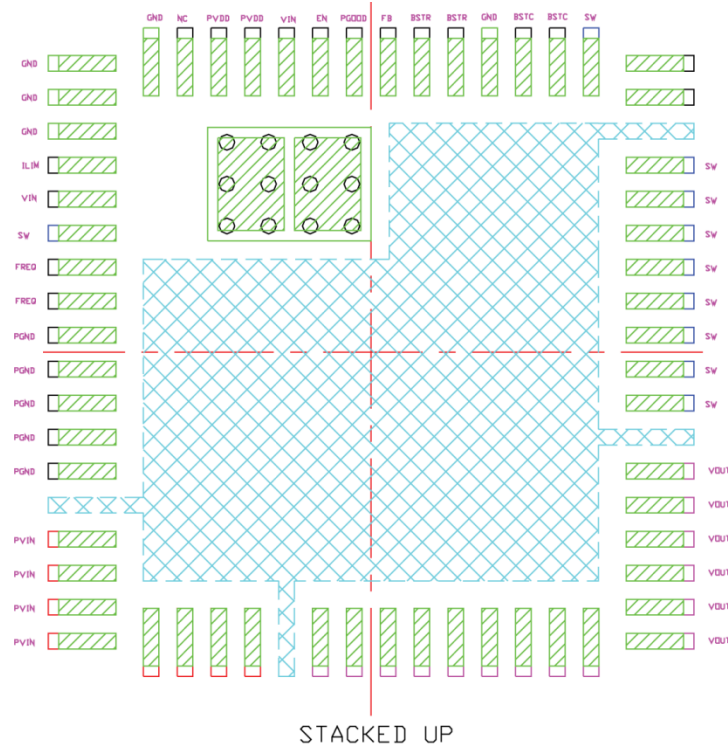 GND NC PVDD PVDD VIN EN PGOOD FB BSTR BSTR GND BSTC BSTC SW
GND
GND
GND
ILIM SW
VIN SW
SW SW
FREQ SW
FREQ SW
PGND SW
PGND SW
PGND SW
PGND
PGND VOUT
VOUT
PVIN VOUT
PVIN VOUT
PVIN VOUT
PVIN VOUT
STACKED UP